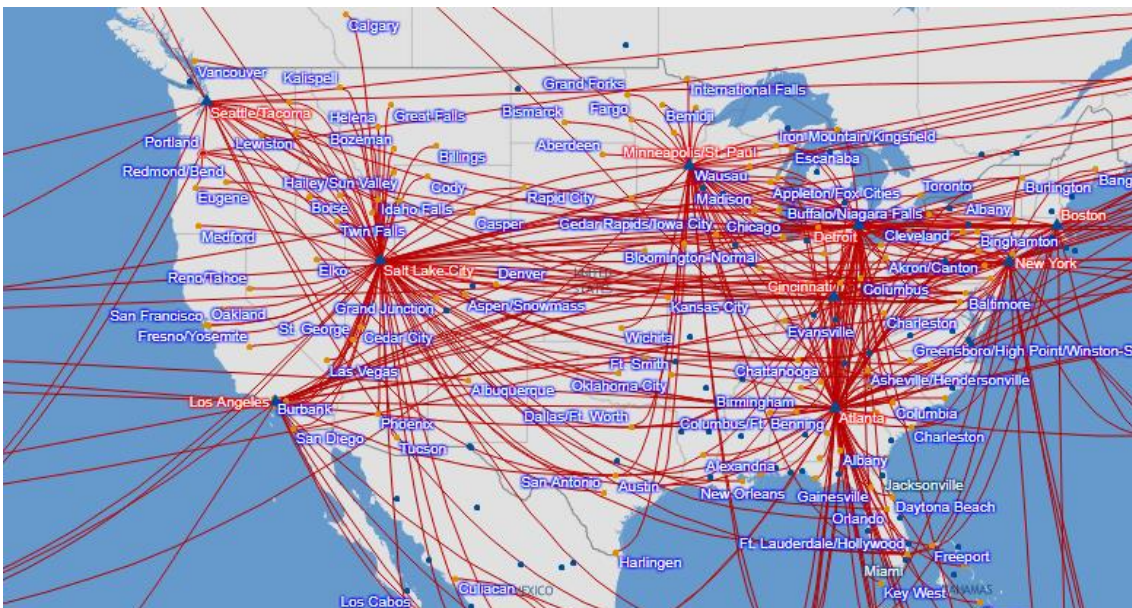 Calgary
Vancouver
Kalispell
Grand Forks
International Falls
Seattle/Tacoma
Helena
Great Falls
Bismarck
Fargo
Bemidji
Portland
Lewiston
Bozeman
Aberdeen
Iron Mountain/Kingsfield
Minneapolis/St. Paul
Escanaba
Billings
Redmond/Bend
Wausau
Hailey/Sun Valley
Cody
Eugene
Boise
Idaho Falls
Rapid City
Madison
Appleton/Fox Cities
Toronto
Burlington
Bang
Twin Falls
Casper
Cedar Rapids/Iowa City
Buffalo/Niagara Falls
Albany
Boston
Medford
Chicago
Detroit
Cleveland
Binghamton
Bloomington-Normal
Elko
Salt Lake City
Denver
Akron/Canton
New York
Reno/Tahoe
Cincinnati
Columbus
Grand Junction
Aspen/Snowmass
Kansas City
Baltimore
San Francisco
Oakland
Fresno/Yosemite
St. George
Cedar City
Wichita
Evansville
Charleston
Greensboro/High Point/Winston-S
Las Vegas
Ft. Smith
Chattanooga
Albuquerque
Oklahoma City
Asheville/Hendersonville
Los Angeles
Burbank
Birmingham
Phoenix
Dallas/Ft. Worth
Columbus/Ft. Benning
Atlanta
Columbia
San Diego
Tucson
Charleston
Alexandria
Albany
San Antonio
Austin
New Orleans
Gainesville
Jacksonville
Daytona Beach
Orlando
Ft. Lauderdale/Hollywood
Harlingen
Freeport
Miami
Culiacan
MEXICO
Key West
BAHAMAS
Los Cabos